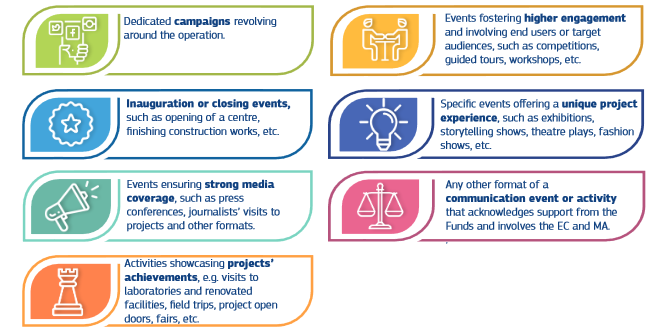 Dedicated campaigns revolving
around the operation.
Inauguration or closing events,
such as opening of a centre,
finishing construction works, etc.
Events ensuring strong media
coverage, such as press
conferences, journalists' visits to
projects and other formats.
Activities showcasing projects'
achievements, e.g. visits to
laboratories and renovated
facilities, field trips, project open
doors, fairs, etc.
Events fostering higher engagement
and involving end users or target
audiences, such as competitions,
guided tours, workshops, etc.
Specific events offering a unique project
experience, such as exhibitions,
storytelling shows, theatre plays, fashion
shows, etc.
Any other format of a
communication event or activity
that acknowledges support from the
Funds and involves the EC and MA.